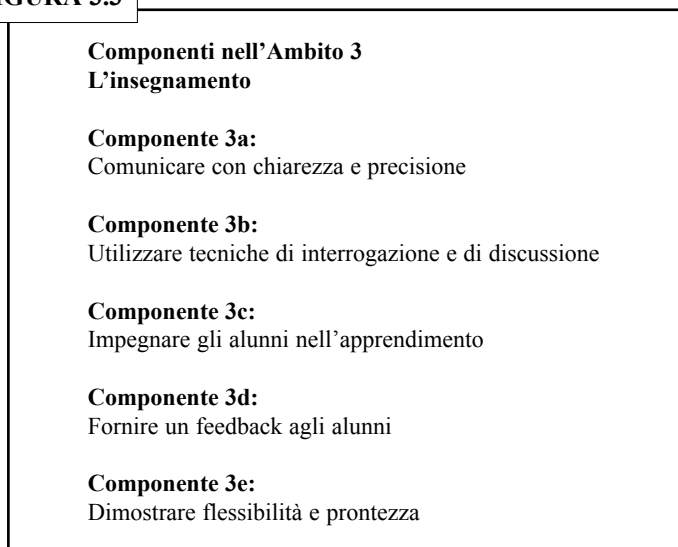 FIGURA 3.3
Componenti nell’Ambito 3
L’insegnamento
Componente 3a:
Comunicare con chiarezza e precisione
Componente 3b:
Utilizzare tecniche di interrogazione e di discussione
Componente 3c:
Impegnare gli alunni nell’apprendimento
Componente 3d:
Fornire un feedback agli alunni
Componente 3e:
Dimostrare flessibilità e prontezza